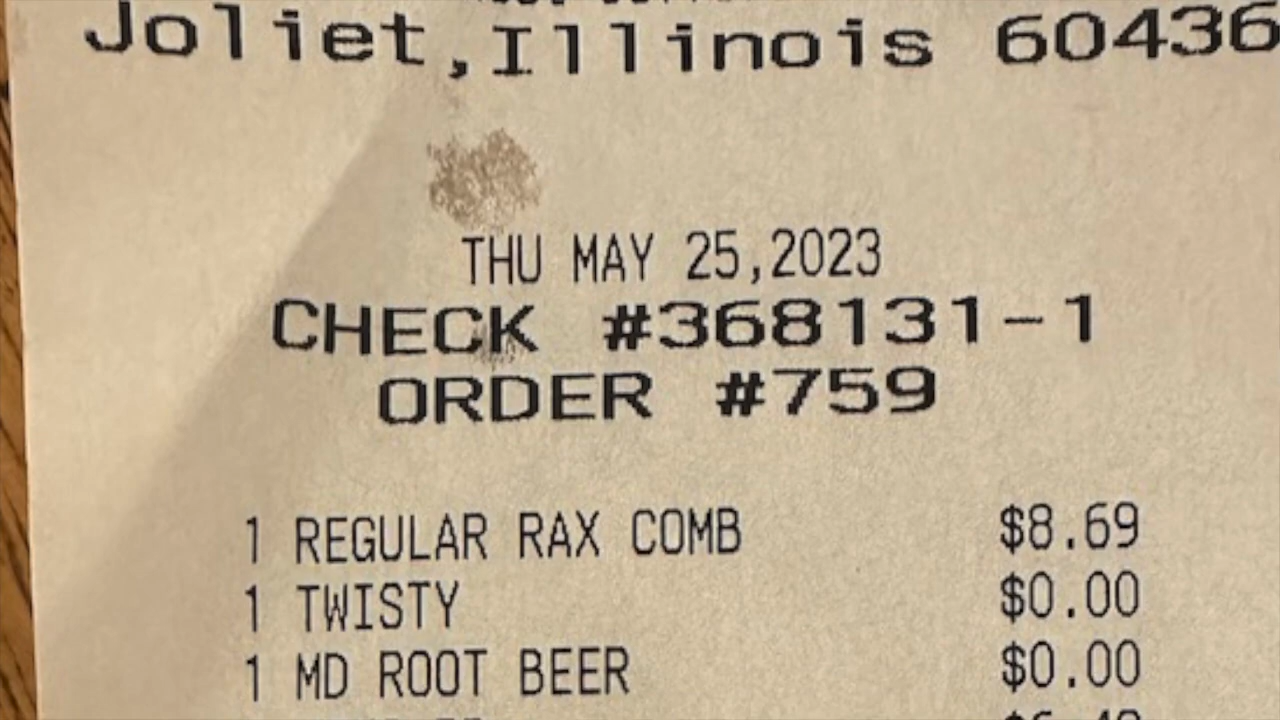 Joliet,Illinois 60436
THU MAY 25,2023
CHECK #368131-1
ORDER #759
1 REGULAR RAX COMB $8.69
1 TWISTY $0.00
1 MD ROOT BEER $0.00